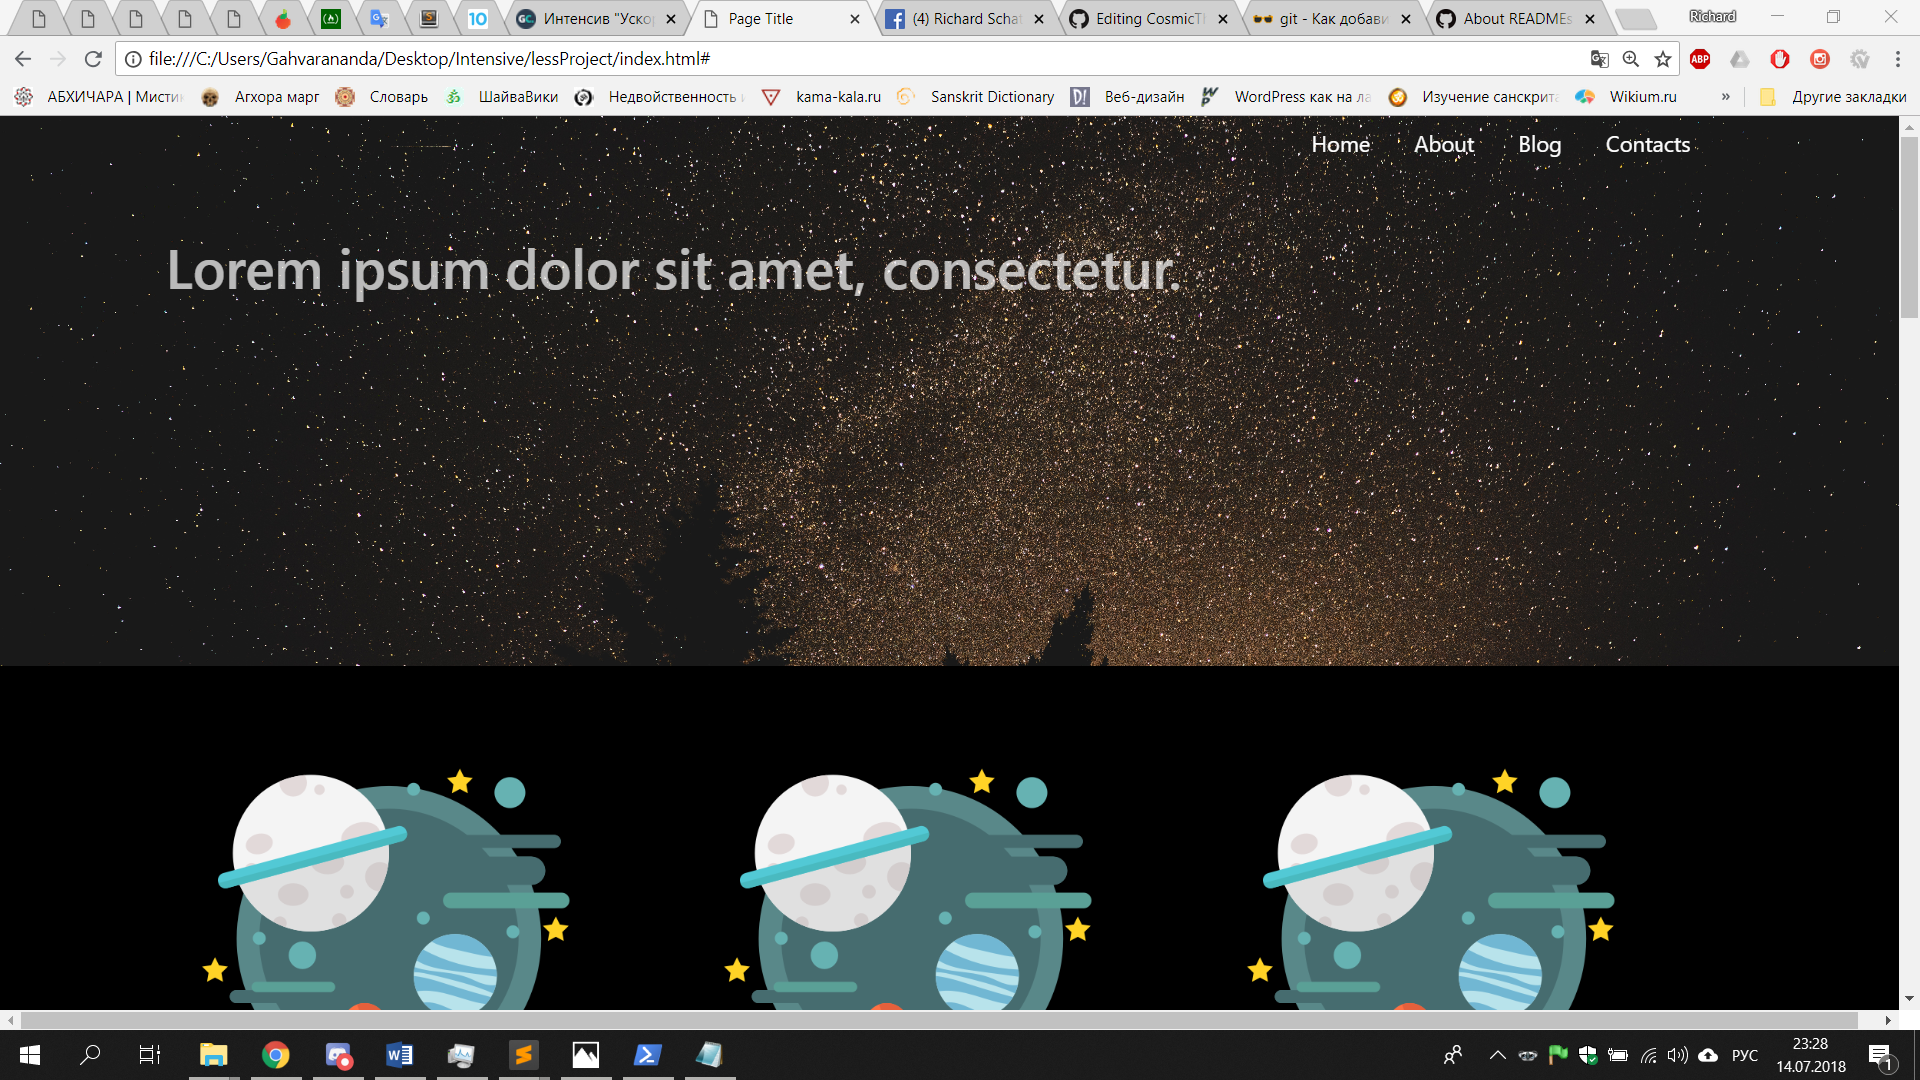 Интенсив "Уско
Page Title
(4) Richard Scha
Editing CosmicT
git - Как добави
About READMEs
Richard
file:///C:/Users/Gahvarananda/Desktop/Intensive/lessProject/index.html#
ABP
АБХИЧАРА | Мисти
Агхора марг
Словарь
ШайваВики
Недвойственность
kama-kala.ru
Sanskrit Dictionary
Веб-дизайн
WordPress как на ла
Изучение санскрита
Wikium.ru
»
Другие закладки
Home
About
Blog
Contacts
Lorem ipsum dolor sit amet, consectetur.
РУС
23:28
14.07.2018
1